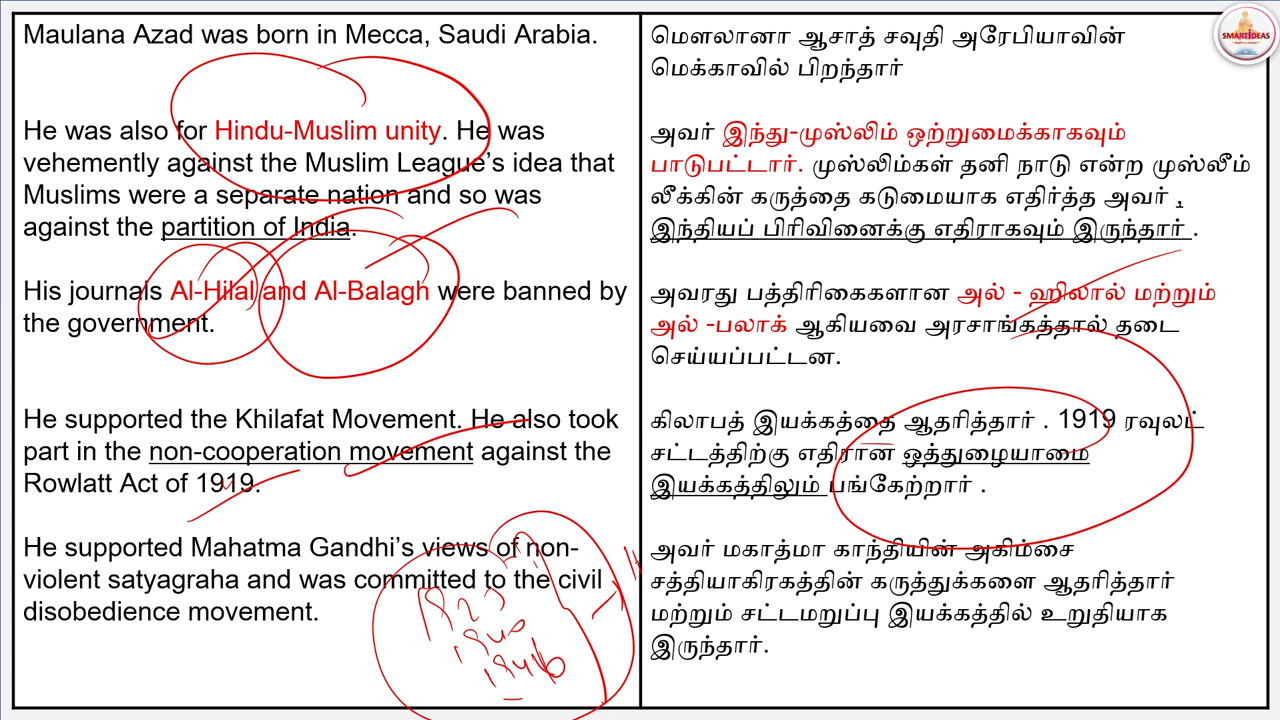 Maulana Azad was born in Mecca, Saudi Arabia.
He was also for Hindu-Muslim unity. He was
vehemently against the Muslim League's idea that
Muslims were a separate nation and so was
against the partition of India.
His journals Al-Hilal and Al-Balagh were banned by
the government.
He supported the Khilafat Movement. He also took
part in the non-cooperation movement against the
Rowlatt Act of 1919.
He supported Mahatma Gandhi's views of non-
violent satyagraha and was committed to the civil
disobedience movement.
1923
1940
1946
மௌலானா ஆசாத் சவுதி அரேபியாவின்
மெக்காவில் பிறந்தார்
அவர் இந்து-முஸ்லிம் ஒற்றுமைக்காகவும்
பாடுபட்டார். முஸ்லிம்கள் தனி நாடு என்ற முஸ்லீம்
லீக்கின் கருத்தை கடுமையாக எதிர்த்த அவர் ,
இந்தியப் பிரிவினைக்கு எதிராகவும் இருந்தார் .
அவரது பத்திரிகைகளான அல் - ஹிலால் மற்றும்
அல் -பலாக் ஆகியவை அரசாங்கத்தால் தடை
செய்யப்பட்டன.
கிலாபத் இயக்கத்தை ஆதரித்தார் . 1919 ரவுலட்
சட்டத்திற்கு எதிரான ஒத்துழையாமை
இயக்கத்திலும் பங்கேற்றார் .
அவர் மகாத்மா காந்தியின் அகிம்சை
சத்தியாகிரகத்தின் கருத்துக்களை ஆதரித்தார்
மற்றும் சட்டமறுப்பு இயக்கத்தில் உறுதியாக
இருந்தார்.
SMARTIDEAS